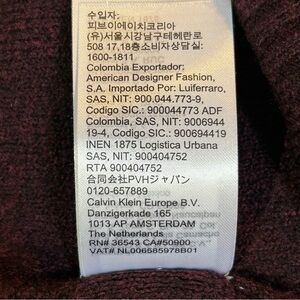 수입자:
피브이에이치코리아
(유)서울시강남구테헤란로
508 17,18층소비자상담실:
1600-1811
Colombia Exportador:
American Designer Fashion,
S.A. Importado Por: Luiferraro,
SAS, NIT: 900.044.773-9,
Codigo SIC.: 900044773 ADF
Colombia, SAS, NIT: 9006944
19-4, Codigo SIC: 900694419
INEN 1875 Logistica Urbana
SAS, NIT: 900404752
RTA 900404752
合同会社PVHジャパン
0120-657889
Calvin Klein Europe B.V.
Danzigerkade 165
1013 AP AMSTERDAM
The Netherlands
RN# 36543 CA#50900
VAT# NL006585978B01